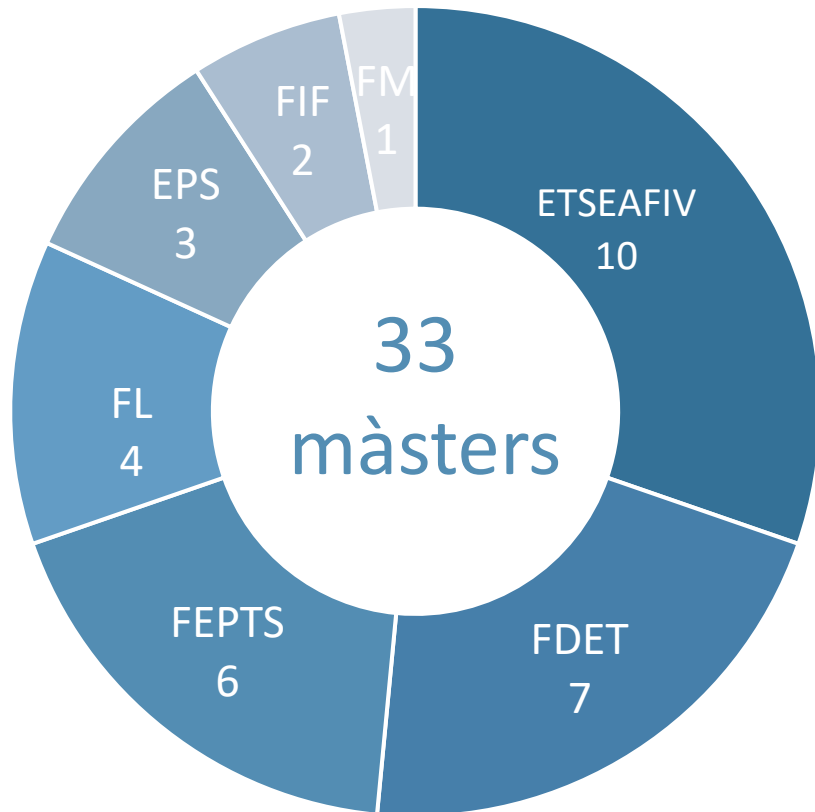 FM
1
FIF
2
EPS
3
ETSEAFIV
10
33
màsters
FL
4
FEPTS
6
FDET
7